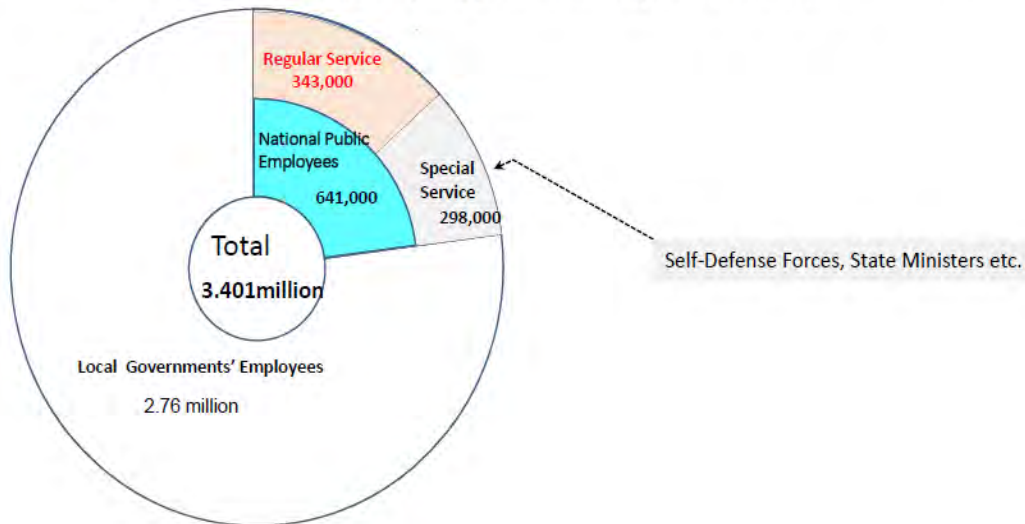 Regular Service
343,000
National Public
Employees
641,000
Special
Service
298,000
Total
3.401million
Self-Defense Forces, State Ministers etc.
Local Governments' Employees
2.76 million